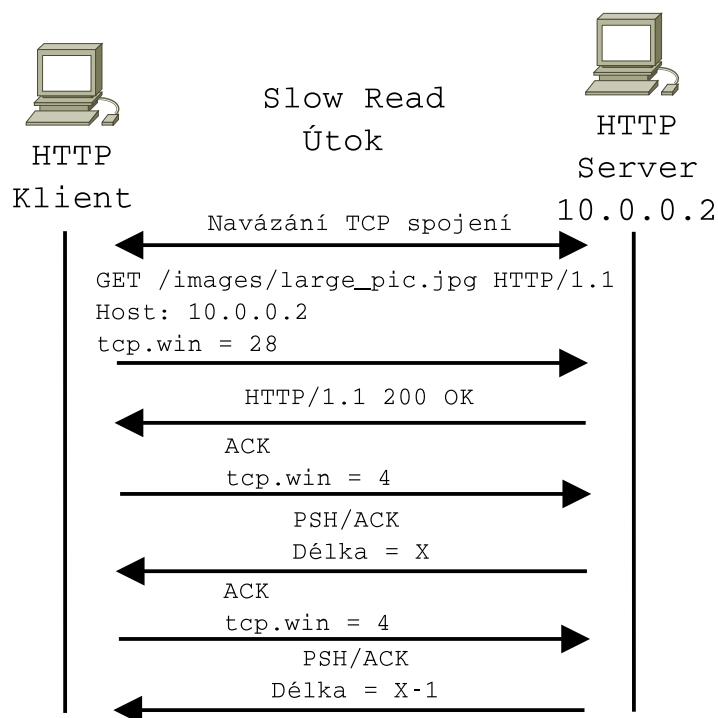 Slow Read
Útok
HTTP
Klient
HTTP
Server
10.0.0.2
Navázání TCP spojení
GET /images/large_pic.jpg HTTP/1.1
Host: 10.0.0.2
tcp.win = 28
HTTP/1.1 200 OK
ACK
tcp.win = 4
PSH/ACK
Délka = X
ACK
tcp.win = 4
PSH/ACK
Délka = X-1